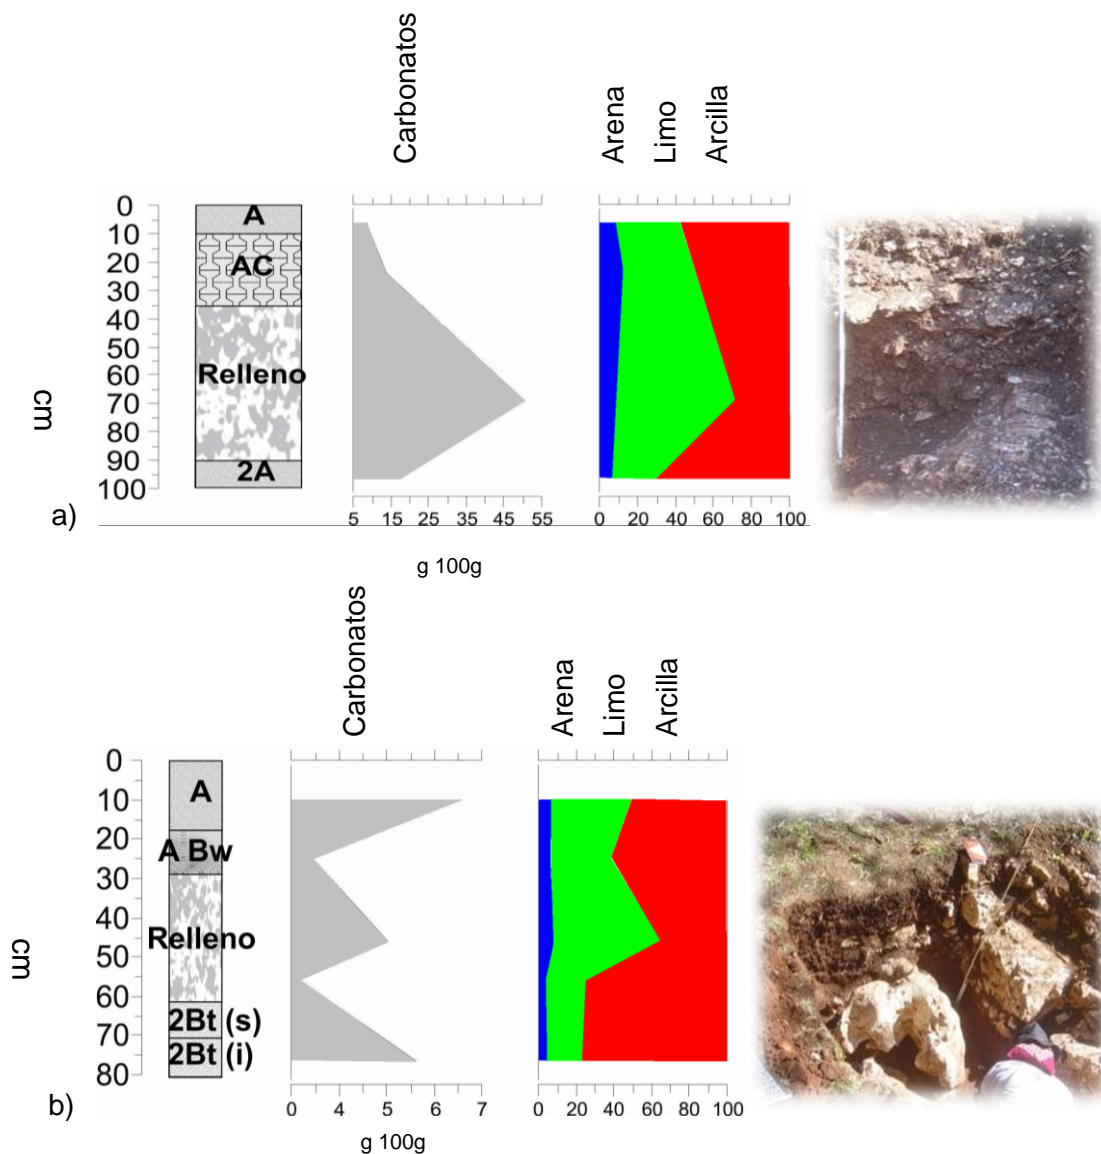 Carbonatos
Arena
Limo
Arcilla
0
10
20
30
40
50
60
70
80
90
100
cm
A
AC
Relleno
2A
a)
5 15 25 35 45 55
0 20 40 60 80 100
g 100g
Carbonatos
Arena
Limo
Arcilla
0
10
20
30
40
50
60
70
80
cm
A
A Bw
Relleno
2Bt (s)
2Bt (i)
b)
0 4 5 6 7
0 20 40 60 80 100
g 100g